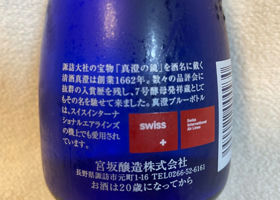 諏訪大社の宝物「真澄の鏡」を酒名に戴く
清酒真澄は創業1662年。数々の品評会に
抜群の入賞歴を残し、7号酵母発祥蔵として
もその名を馳せて来ました。真澄ブルーボトル
は、スイスインターナ
ショナルエアラインズ
の機上でも愛用されて
います。
swiss
Swiss
International
Air Lines
宮坂醸造株式会社
長野県諏訪市元町1-16 TEL.0266-52-6161
お酒は20歳になってから